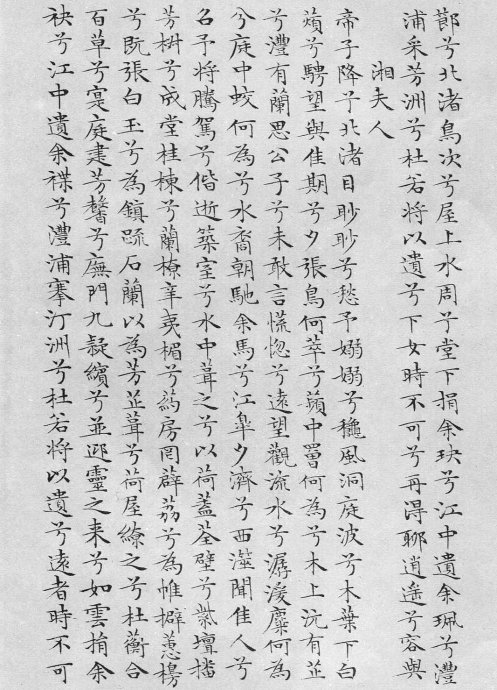 節兮北渚鳥次兮屋上水周兮堂下捐余玦兮江中遺余珮兮澧
浦采芳洲兮杜若將以遺兮下女時不可兮再得聊逍遙兮容與
湘夫人
帝子降兮北渚目眇眇兮愁予嫋嫋兮穐風洞庭波兮木葉下白
薠兮騁望與佳期兮夕張鳥何萃兮蘋中罾何為兮木上沅有芷
兮澧有蘭思公子兮未敢言慌惚兮遠望觀流水兮潺湲麋何為
兮庭中蛟何為兮水裔朝馳余馬兮江皋夕濟兮西澨聞佳人兮
召予將騰駕兮偕逝築室兮水中葺之兮以荷蓋荃壁兮紫壇播
芳椒兮成堂桂棟兮蘭橑辛夷楣兮葯房罔薜荔兮為帷擗蕙櫋
兮既張白玉兮為鎮疏石蘭以為芳芷葺兮荷屋繚之兮杜蘅合
百草兮寔庭建芳馨兮廡門九疑繽兮並迎靈之来兮如雲捐余
袂兮江中遺余褋兮澧浦搴汀洲兮杜若將以遺兮遠者時不可